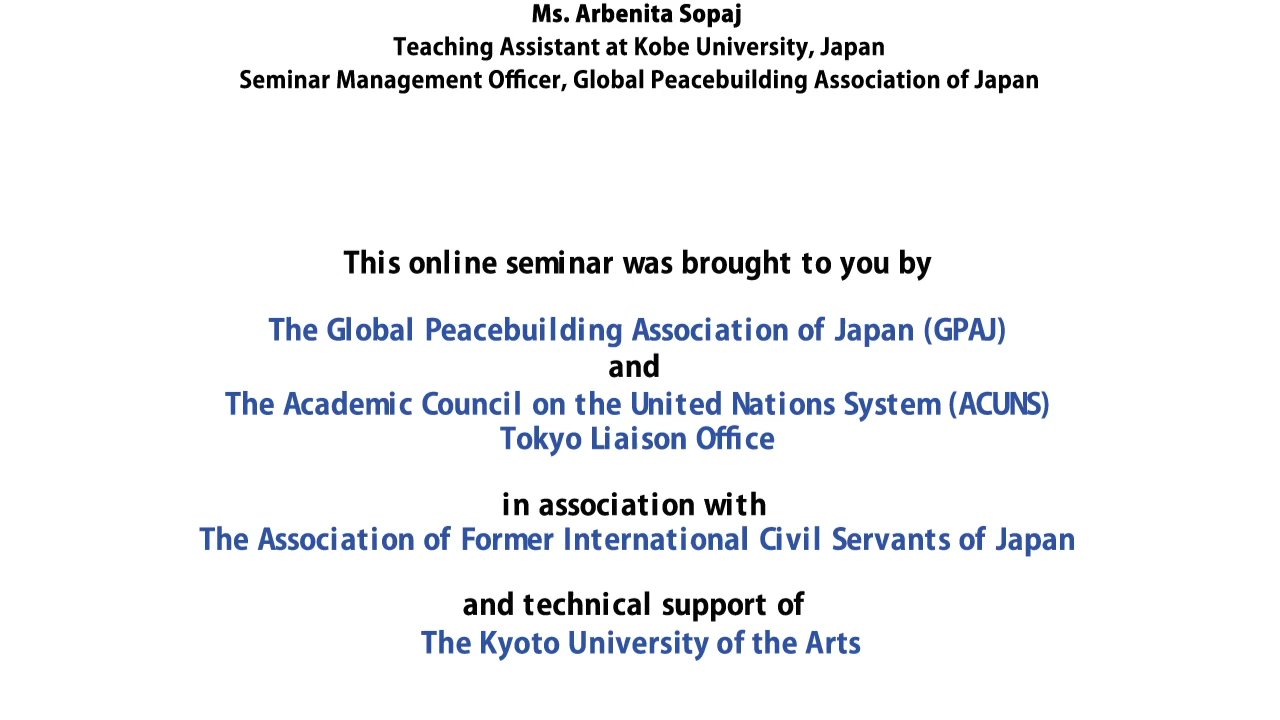 Ms. Arbenita Sopaj
Teaching Assistant at Kobe University, Japan
Seminar Management Officer, Global Peacebuilding Association of Japan
This online seminar was brought to you by
The Global Peacebuilding Association of Japan (GPAJ)
and
The Academic Council on the United Nations System (ACUNS)
Tokyo Liaison Office
in association with
The Association of Former International Civil Servants of Japan
and technical support of
The Kyoto University of the Arts